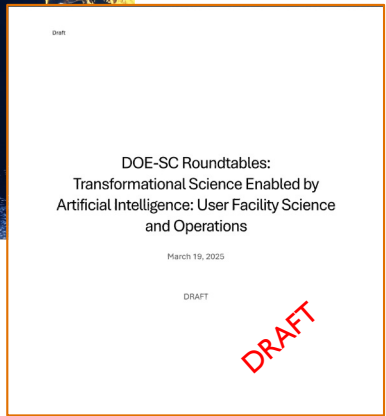 Draft
DOE-SC Roundtables:
Transformational Science Enabled by
Artificial Intelligence: User Facility Science
and Operations
March 19, 2025
DRAFT
DRAFT